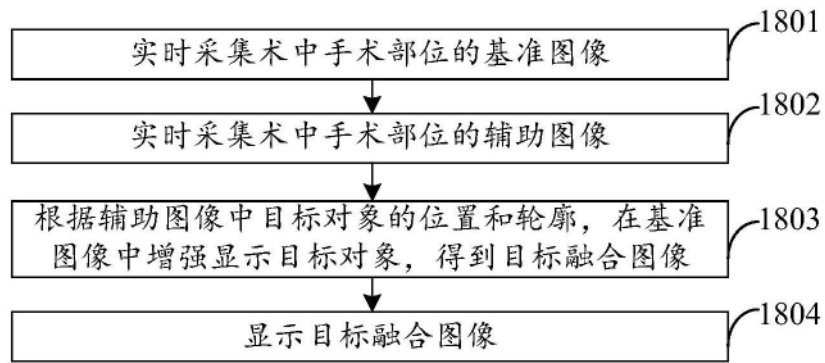 1801
实时采集术中手术部位的基准图像
1802
实时采集术中手术部位的辅助图像
1803
根据辅助图像中目标对象的位置和轮廓，在基准
图像中增强显示目标对象，得到目标融合图像
1804
显示目标融合图像